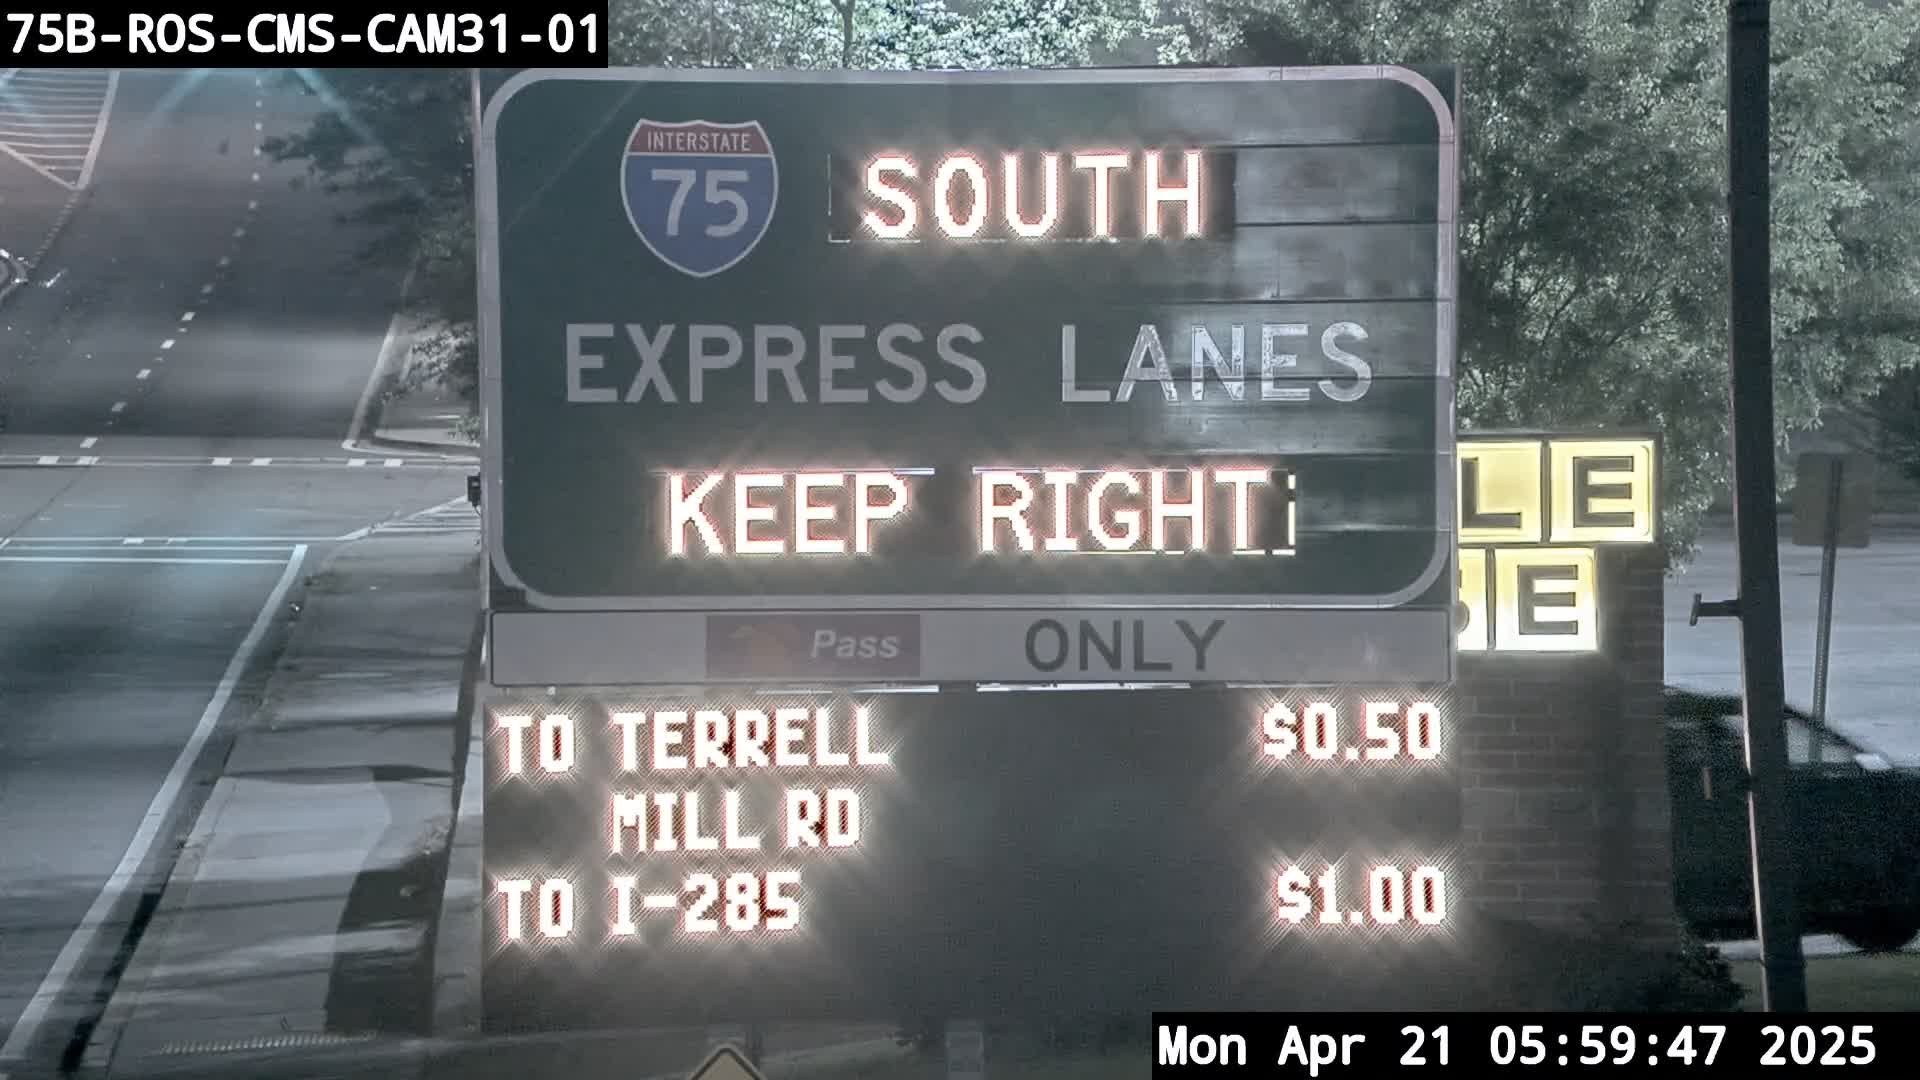 75B-ROS-CMS-CAM31-01
INTERSTATE
75
SOUTH
EXPRESS LANES
KEEP RIGHT
Pass ONLY
TO TERRELL $0.50
MILL RD
TO I-285 $1.00
LE
E
Mon Apr 21 05:59:47 2025